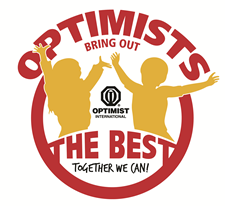 OPTIMISTS
BRING OUT
OPTIMIST
INTERNATIONAL
THE BEST
TOGETHER WE CAN!